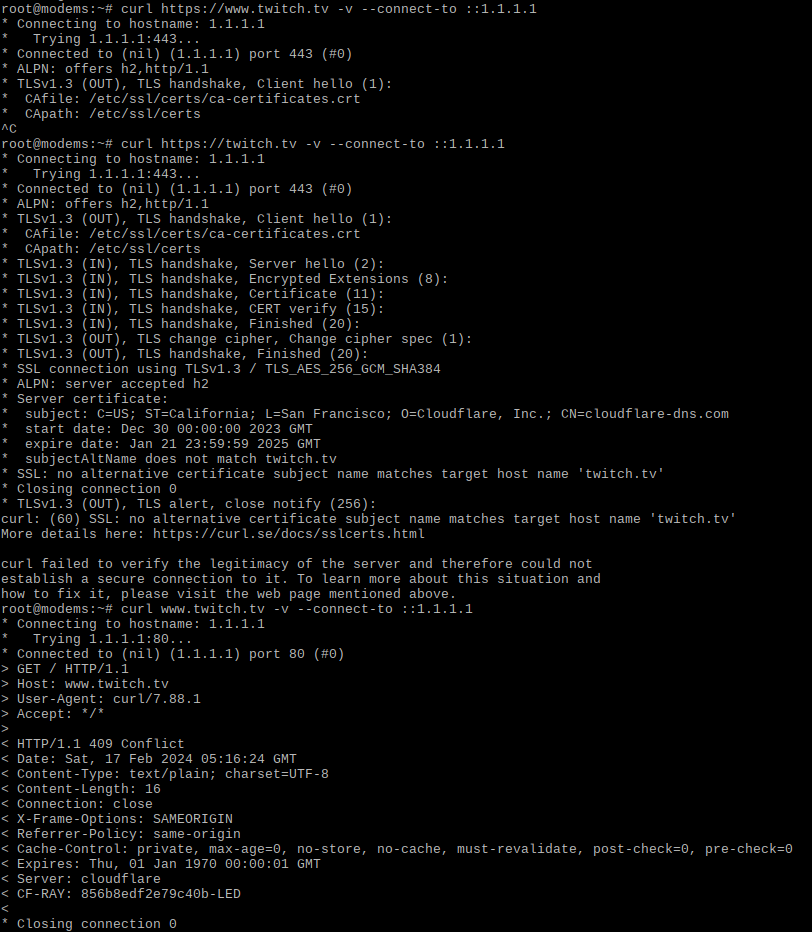 root@modems:~# curl https://www.twitch.tv -v --connect-to ::1.1.1.1
* Connecting to hostname: 1.1.1.1
*   Trying 1.1.1.1:443...
* Connected to (nil) (1.1.1.1) port 443 (#0)
* ALPN: offers h2,http/1.1
* TLSv1.3 (OUT), TLS handshake, Client hello (1):
*  CAfile: /etc/ssl/certs/ca-certificates.crt
*  CApath: /etc/ssl/certs
^C
root@modems:~# curl https://twitch.tv -v --connect-to ::1.1.1.1
* Connecting to hostname: 1.1.1.1
*   Trying 1.1.1.1:443...
* Connected to (nil) (1.1.1.1) port 443 (#0)
* ALPN: offers h2,http/1.1
* TLSv1.3 (OUT), TLS handshake, Client hello (1):
*  CAfile: /etc/ssl/certs/ca-certificates.crt
*  CApath: /etc/ssl/certs
* TLSv1.3 (IN), TLS handshake, Server hello (2):
* TLSv1.3 (IN), TLS handshake, Encrypted Extensions (8):
* TLSv1.3 (IN), TLS handshake, Certificate (11):
* TLSv1.3 (IN), TLS handshake, CERT verify (15):
* TLSv1.3 (IN), TLS handshake, Finished (20):
* TLSv1.3 (OUT), TLS change cipher, Change cipher spec (1):
* TLSv1.3 (OUT), TLS handshake, Finished (20):
* SSL connection using TLSv1.3 / TLS_AES_256_GCM_SHA384
* ALPN: server accepted h2
* Server certificate:
*  subject: C=US; ST=California; L=San Francisco; O=Cloudflare, Inc.; CN=cloudflare-dns.com
*  start date: Dec 30 00:00:00 2023 GMT
*  expire date: Jan 21 23:59:59 2025 GMT
*  subjectAltName does not match twitch.tv
* SSL: no alternative certificate subject name matches target host name 'twitch.tv'
* Closing connection 0
* TLSv1.3 (OUT), TLS alert, close notify (256):
curl: (60) SSL: no alternative certificate subject name matches target host name 'twitch.tv'
More details here: https://curl.se/docs/sslcerts.html

curl failed to verify the legitimacy of the server and therefore could not
establish a secure connection to it. To learn more about this situation and
how to fix it, please visit the web page mentioned above.
root@modems:~# curl www.twitch.tv -v --connect-to ::1.1.1.1
* Connecting to hostname: 1.1.1.1
*   Trying 1.1.1.1:80...
* Connected to (nil) (1.1.1.1) port 80 (#0)
> GET / HTTP/1.1
> Host: www.twitch.tv
> User-Agent: curl/7.88.1
> Accept: */*
>
< HTTP/1.1 409 Conflict
< Date: Sat, 17 Feb 2024 05:16:24 GMT
< Content-Type: text/plain; charset=UTF-8
< Content-Length: 16
< Connection: close
< X-Frame-Options: SAMEORIGIN
< Referrer-Policy: same-origin
< Cache-Control: private, max-age=0, no-store, no-cache, must-revalidate, post-check=0, pre-check=0
< Expires: Thu, 01 Jan 1970 00:00:01 GMT
< Server: cloudflare
< CF-RAY: 856b8edf2e79c40b-LED
<
* Closing connection 0